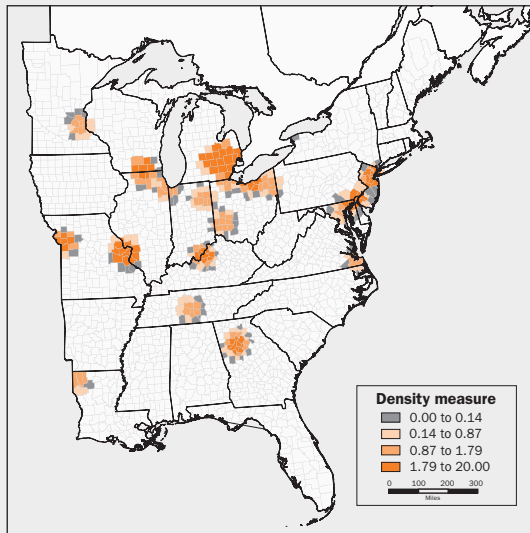 Density measure
0.00 to 0.14
0.14 to 0.87
0.87 to 1.79
1.79 to 20.00
0 100 200 300
Miles